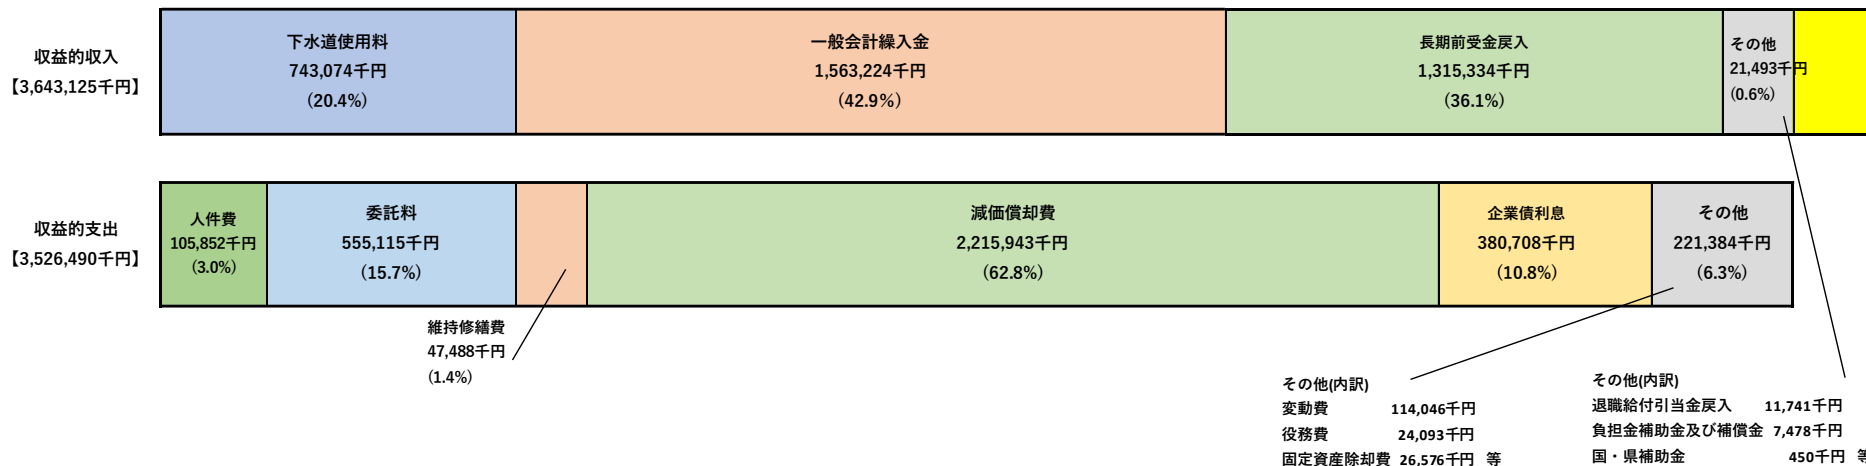 収益的収入
【3,643,125千円】
下水道使用料
743,074千円
(20.4%)
一般会計繰入金
1,563,224千円
(42.9%)
長期前受金戻入
1,315,334千円
(36.1%)
その他
21,493千円
(0.6%)
収益的支出
【3,526,490千円】
人件費
105,852千円
(3.0%)
委託料
555,115千円
(15.7%)
維持修繕費
47,488千円
(1.4%)
減価償却費
2,215,943千円
(62.8%)
企業債利息
380,708千円
(10.8%)
その他
221,384千円
(6.3%)
その他(内訳)
変動費 114,046千円
役務費 24,093千円
固定資産除却費 26,576千円 等
その他(内訳)
退職給付引当金戻入 11,741千円
負担金補助金及び補償金 7,478千円
国・県補助金 450千円 等